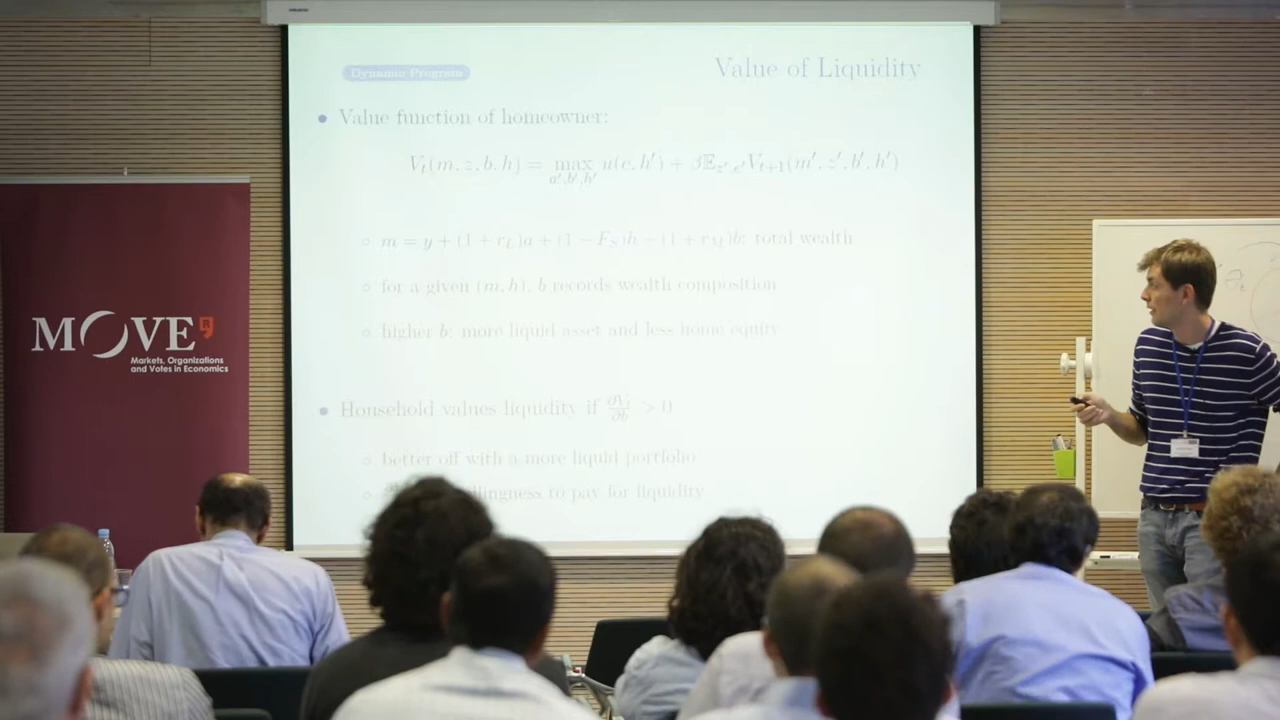 Dynamic Program
Value of Liquidity
• Value function of homeowner:
V_t(m, z, b, h) = max_{a',b',h'} u(c, h') + βE_{z',e'}V_{t+1}(m', z', b', h')
◦ m = y + (1 + r_L)a + (1 − F_S)h − (1 + r_M)b: total wealth
◦ for a given (m, h), b records wealth composition
◦ higher b: more liquid asset and less home equity
• Household values liquidity if ∂V_t/∂b > 0
◦ better off with a more liquid portfolio
to pay for liquidity
MOVE
Markets, Organizations
and Votes in Economics